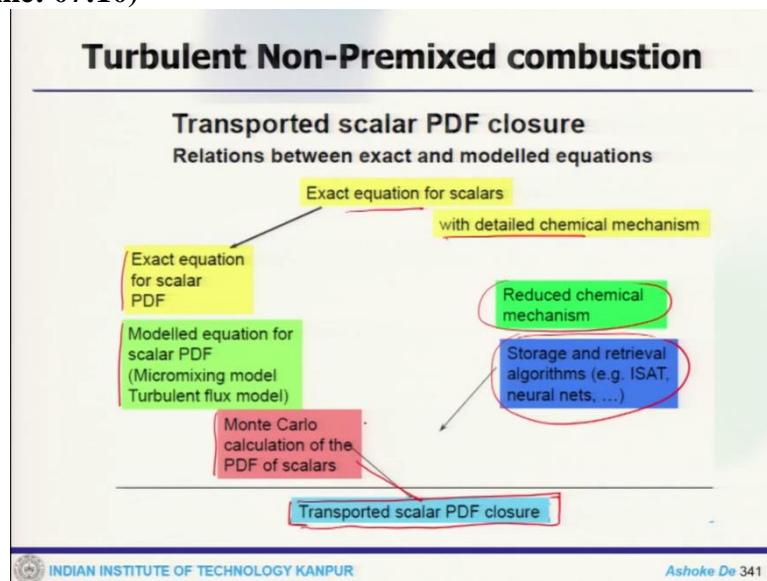 Turbulent Non-Premixed combustion
Transported scalar PDF closure
Relations between exact and modelled equations
Exact equation for scalars
with detailed chemical mechanism
Exact equation
for scalar
PDF
Reduced chemical
mechanism
Modelled equation for
scalar PDF
(Micromixing model
Turbulent flux model)
Storage and retrieval
algorithms (e.g. ISAT,
neural nets, …)
Monte Carlo
calculation of the
PDF of scalars
Transported scalar PDF closure
INDIAN INSTITUTE OF TECHNOLOGY KANPUR
Ashoke De 341